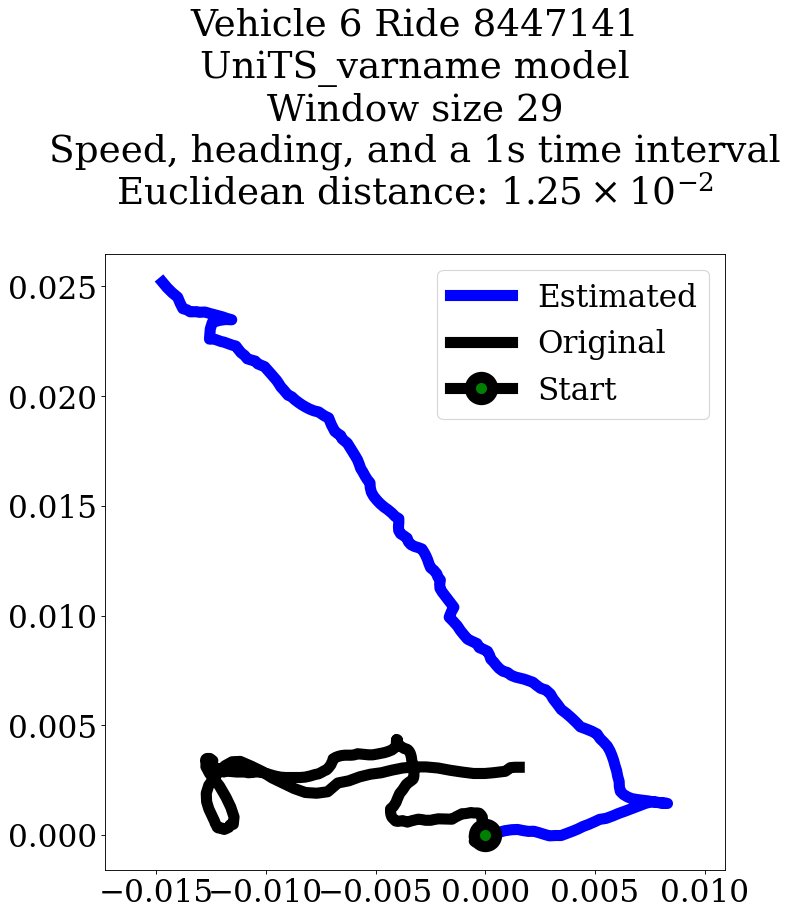 Vehicle 6 Ride 8447141
UniTS_varname model
Window size 29
Speed, heading, and a 1s time interval
Euclidean distance: 1.25 × 10⁻²
Estimated
Original
Start
0.025
0.020
0.015
0.010
0.005
0.000
−0.015 −0.010 −0.005 0.000 0.005 0.010